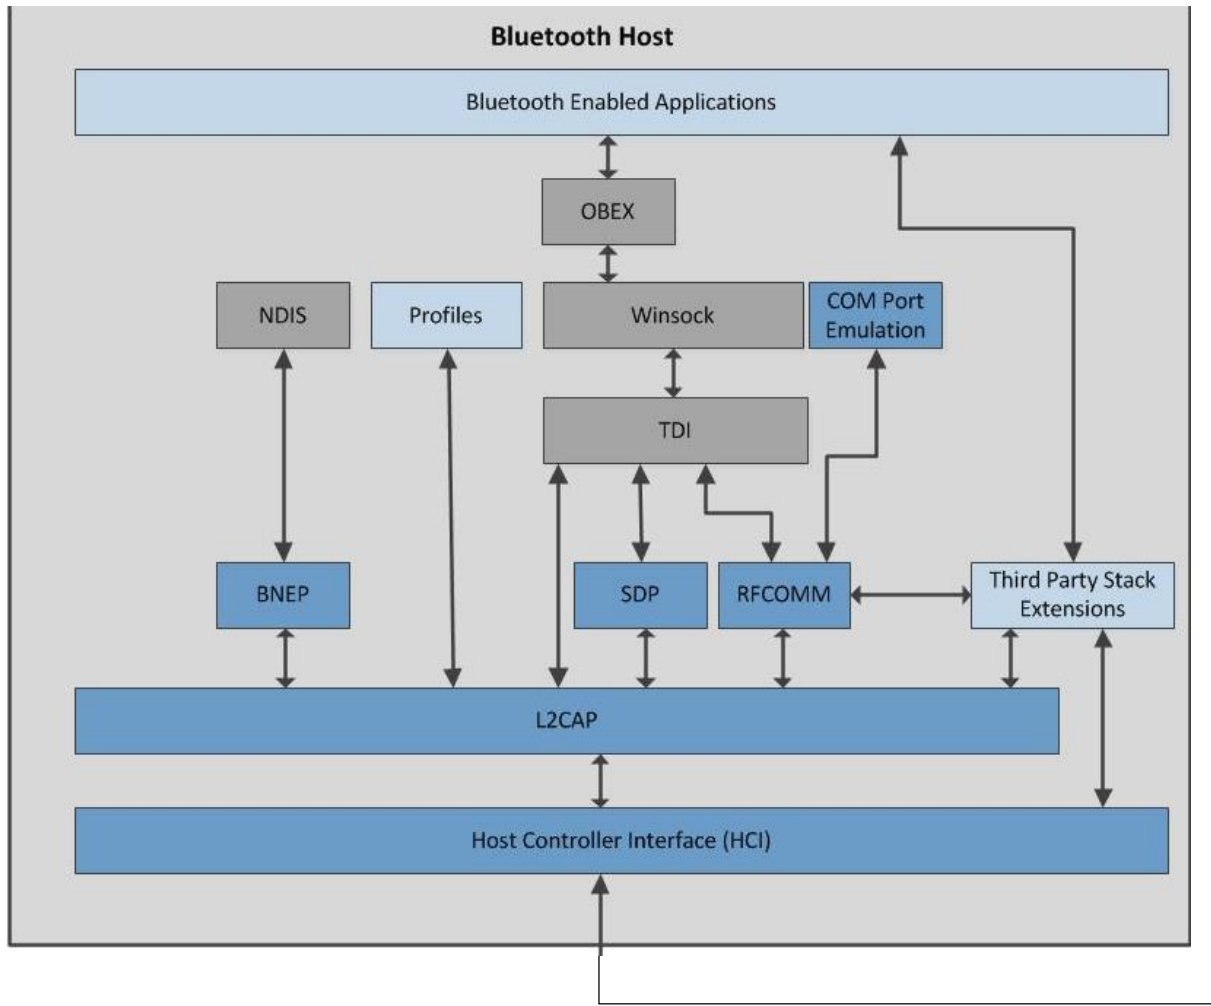 Bluetooth Host
Bluetooth Enabled Applications
OBEX
NDIS
Profiles
Winsock
COM Port
Emulation
TDI
BNEP
SDP
RFCOMM
Third Party Stack
Extensions
L2CAP
Host Controller Interface (HCI)